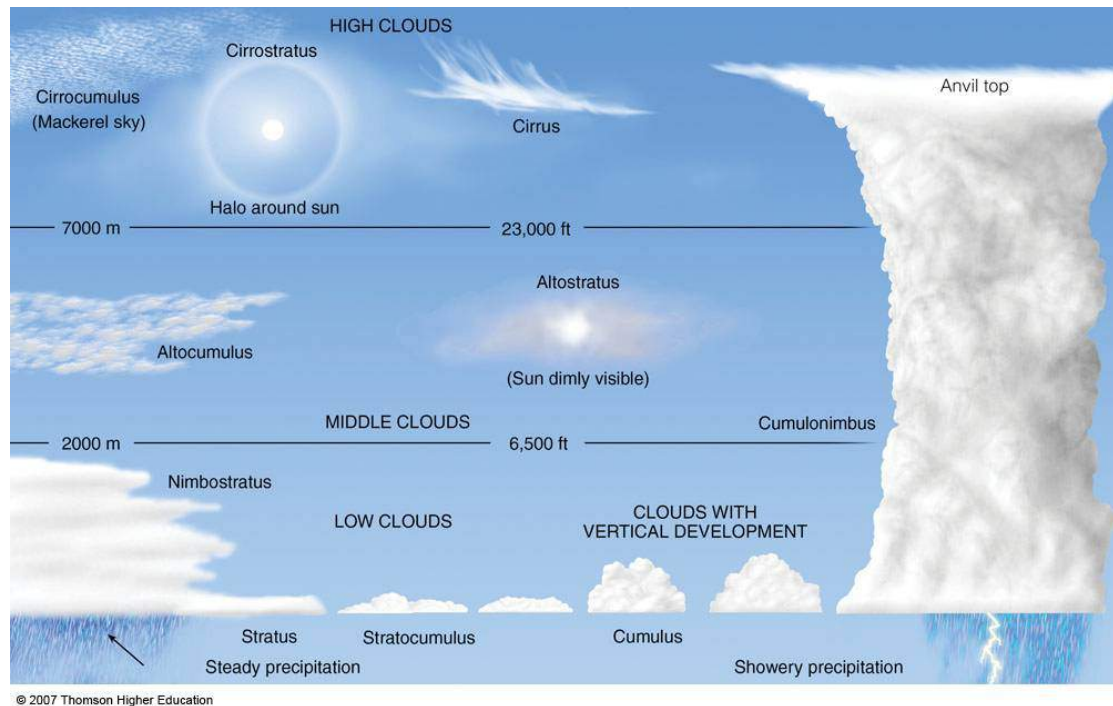 HIGH CLOUDS
Cirrostratus
Cirrocumulus
(Mackerel sky)
Cirrus
Anvil top
Halo around sun
7000 m
23,000 ft
Altostratus
Altocumulus
(Sun dimly visible)
MIDDLE CLOUDS
Cumulonimbus
2000 m
6,500 ft
Nimbostratus
LOW CLOUDS
CLOUDS WITH
VERTICAL DEVELOPMENT
Stratus
Stratocumulus
Cumulus
Steady precipitation
Showery precipitation
© 2007 Thomson Higher Education